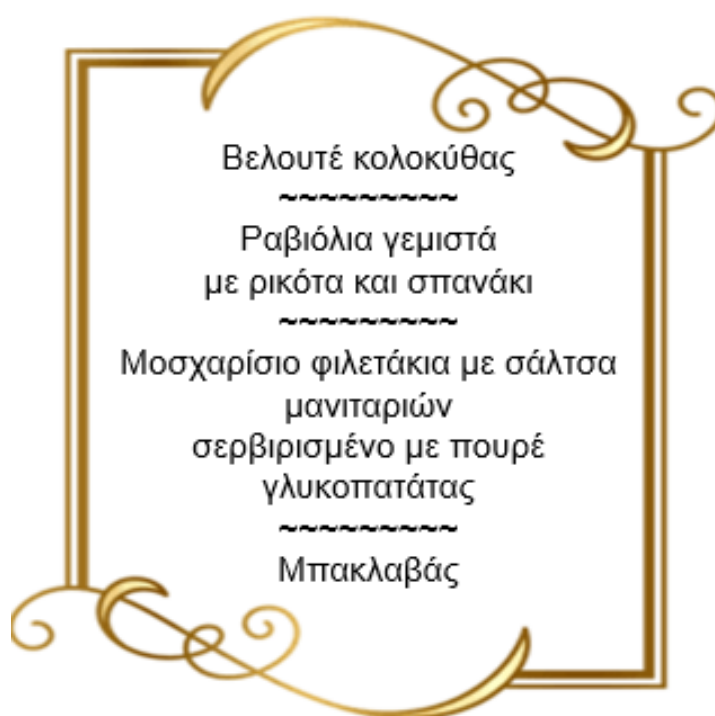 Βελουτέ κολοκύθας
~~~~~~~~~
Ραβιόλια γεμιστά
με ρικότα και σπανάκι
~~~~~~~~~
Μοσχαρίσιο φιλετάκια με σάλτσα
μανιταριών
σερβιρισμένο με πουρέ
γλυκοπατάτας
~~~~~~~~~
Μπακλαβάς